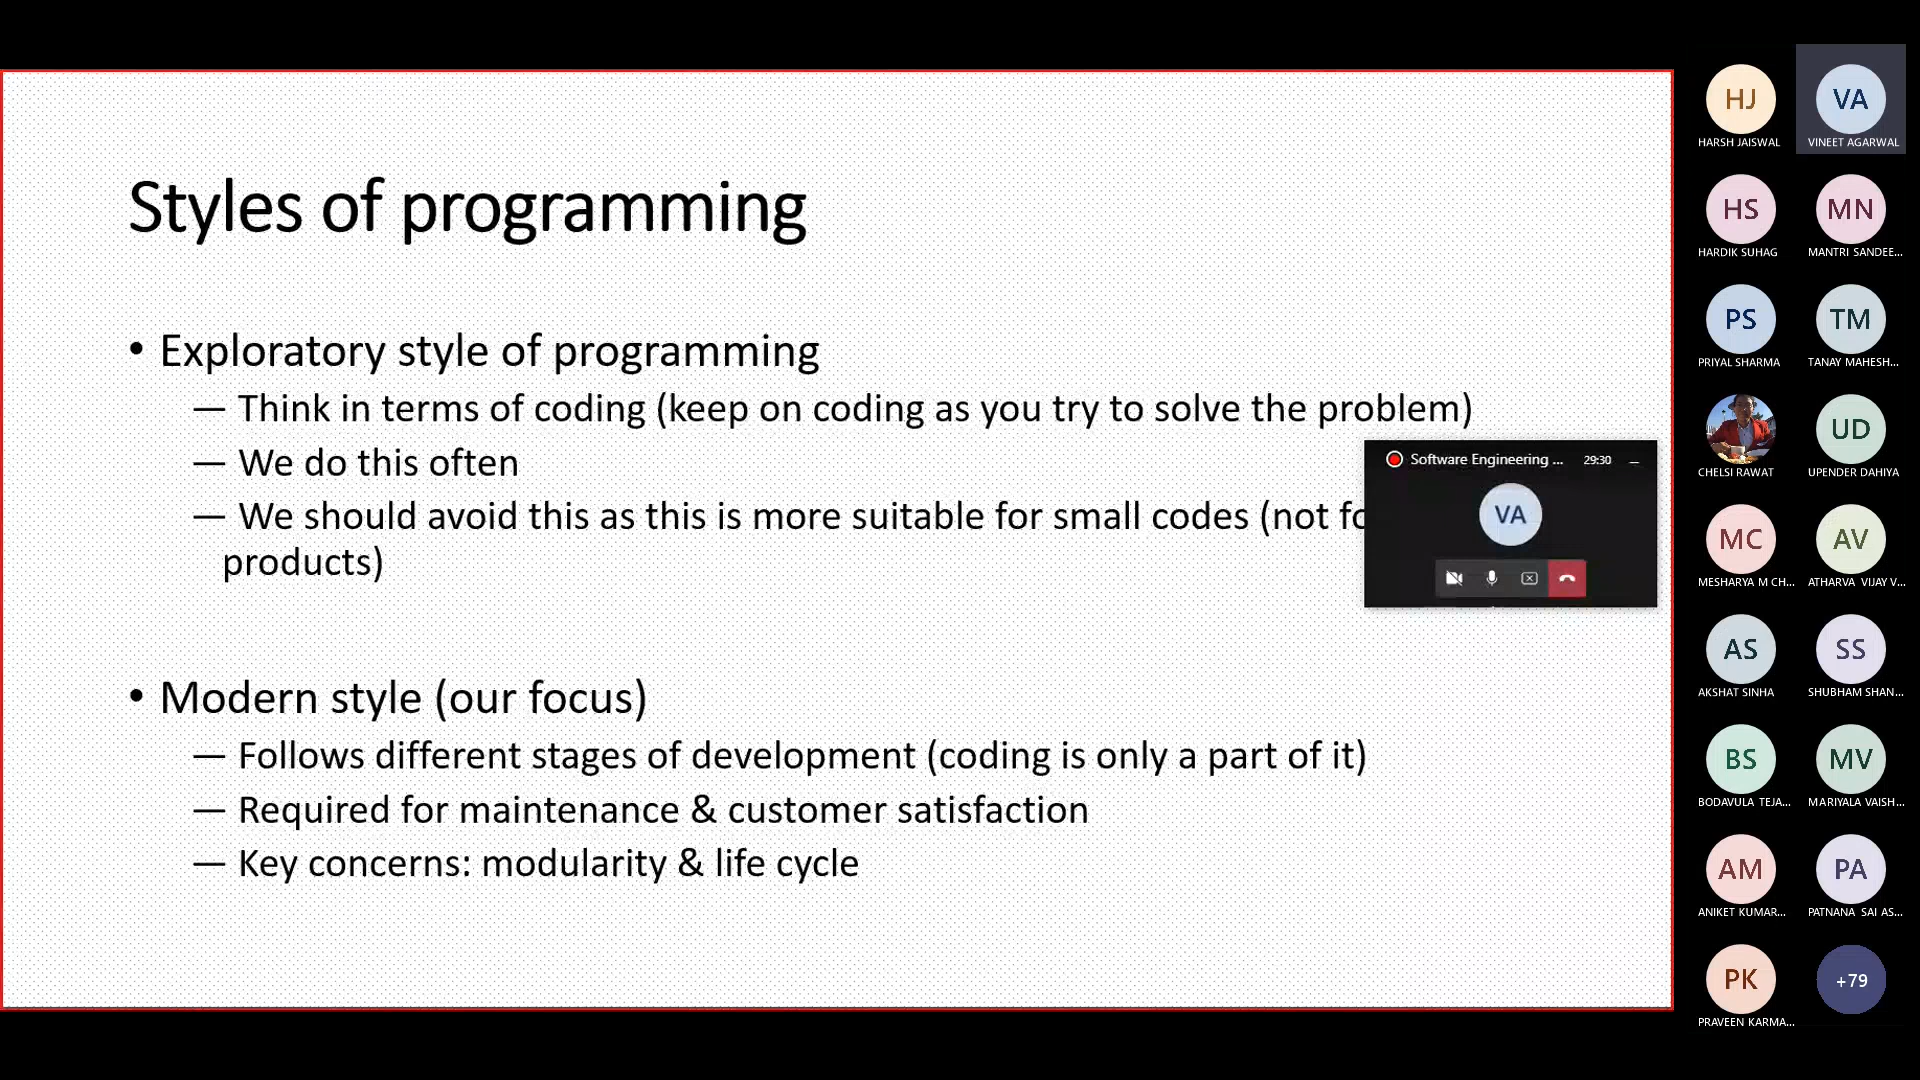 Styles of programming
• Exploratory style of programming
— Think in terms of coding (keep on coding as you try to solve the problem)
— We do this often
— We should avoid this as this is more suitable for small codes (not
products)
• Modern style (our focus)
— Follows different stages of development (coding is only a part of it)
— Required for maintenance & customer satisfaction
— Key concerns: modularity & life cycle
Software Engineering ... 29:30
VA
HJ VA
HARSH JAISWAL VINEET AGARWAL
HS MN
HARDIK SUHAG MANTRI SANDEE...
PS TM
PRIYAL SHARMA TANAY MAHESH...
UD
CHELSI RAWAT UPENDER DAHIYA
MC AV
MESHARYA M CH... ATHARVA VIJAY V...
AS SS
AKSHAT SINHA SHUBHAM SHAN...
BS MV
BODAVULA TEJA... MARIYALA VAISH...
AM PA
ANIKET KUMAR... PATNANA SAI AS...
PK +79
PRAVEEN KARMA...